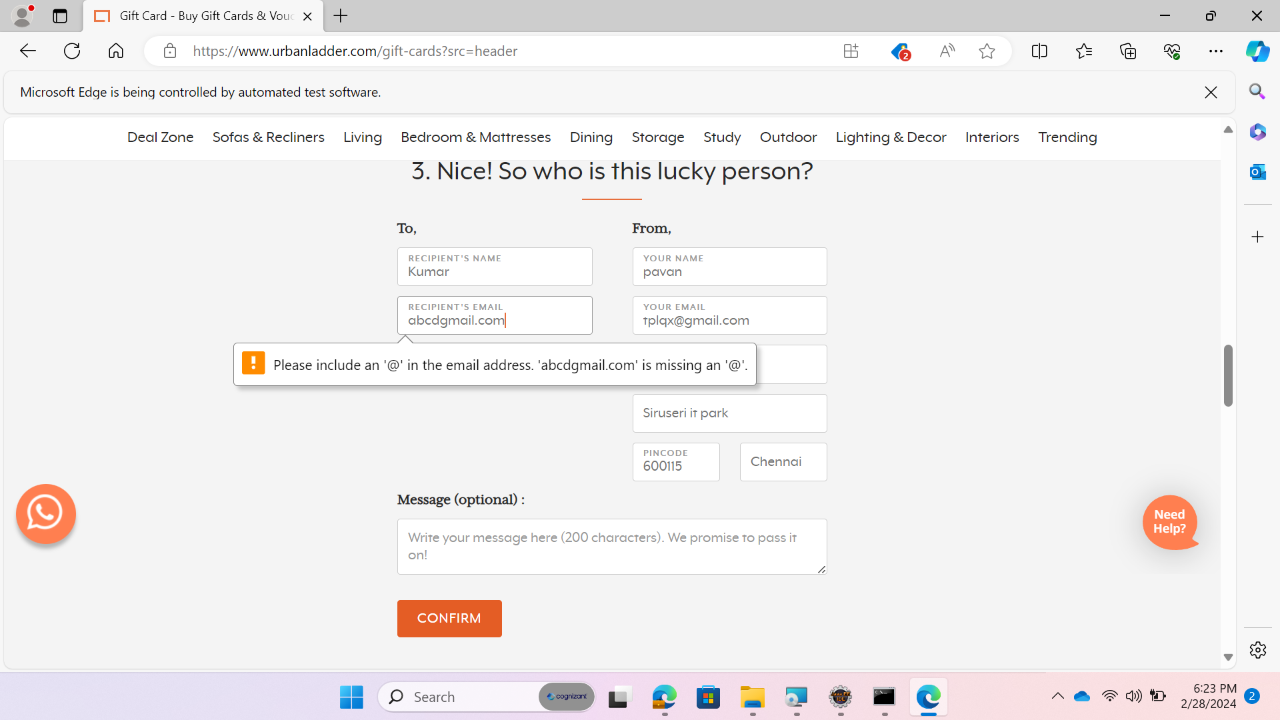 Gift Card - Buy Gift Cards & Vou
https://www.urbanladder.com/gift-cards?src=header
2
Microsoft Edge is being controlled by automated test software.
Deal Zone Sofas & Recliners Living Bedroom & Mattresses Dining Storage Study Outdoor Lighting & Decor Interiors Trending
3. Nice! So who is this lucky person?
To, From,
RECIPIENT'S NAME YOUR NAME
Kumar pavan
RECIPIENT'S EMAIL YOUR EMAIL
abcdgmail.com tplqx@gmail.com
Please include an '@' in the email address. 'abcdgmail.com' is missing an '@'.
Siruseri it park
PINCODE
600115 Chennai
Message (optional) :
Write your message here (200 characters). We promise to pass it
on!
Need
Help?
CONFIRM
Search cognizant
6:23 PM
2/28/2024 2